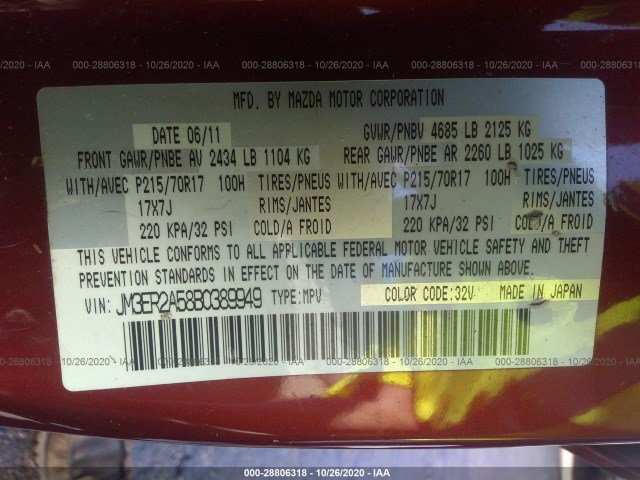 000-28806318 - 10/26/2020 - IAA
MFD. BY MAZDA MOTOR CORPORATION
DATE 06/11
GVWR/PNBV 4685 LB 2125 KG
FRONT GAWR/PNBE AV 2434 LB 1104 KG
REAR GAWR/PNBE AR 2260 LB 1025 KG
WITH/AVEC P215/70R17 100H TIRES/PNEUS WITH/AVEC P215/70R17 100H TIRES/PNEUS
17X7J RIMS/JANTES 17X7J RIMS/JANTES
220 KPA/32 PSI COLD/A FROID 220 KPA/32 PSI COLD/A FROID
THIS VEHICLE CONFORMS TO ALL APPLICABLE FEDERAL MOTOR VEHICLE SAFETY AND THEFT
PREVENTION STANDARDS IN EFFECT ON THE DATE OF MANUFACTURE SHOWN ABOVE.
VIN: JM3ER2A58B0389949 TYPE:MPV COLOR CODE:32V MADE IN JAPAN
000-28806318 - 10/26/2020 - IAA